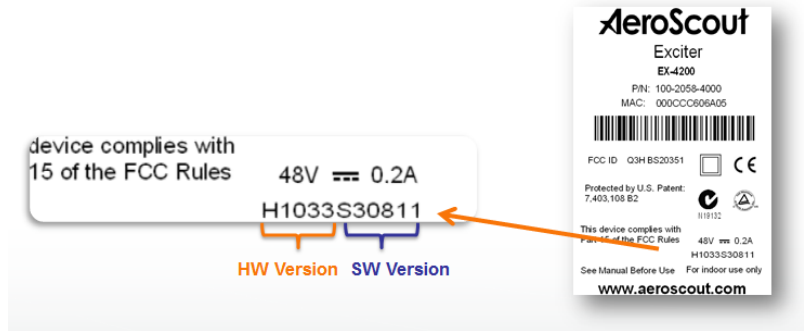 device complies with
15 of the FCC Rules
48V 0.2A
H1033S30811
HW Version SW Version
AeroScout
Exciter
EX-4200
P/N: 100-2058-4000
MAC: 000CCC606A05
FCC ID Q3H BS20351
CE
Protected by U.S. Patent:
7,403,108 B2
N19132
This device complies with
Part 15 of the FCC Rules
48V 0.2A
H1033S30811
See Manual Before Use For indoor use only
www.aeroscout.com